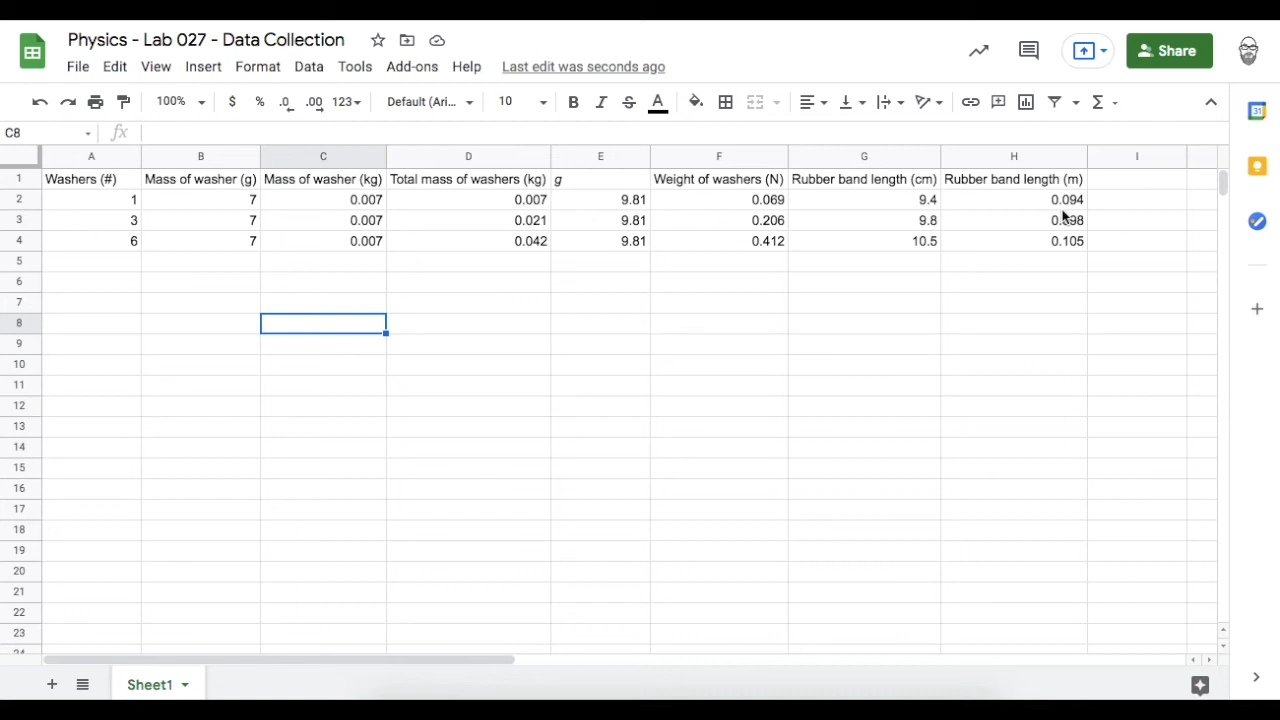 Physics - Lab 027 - Data Collection
File Edit View Insert Format Data Tools Add-ons Help Last edit was seconds ago
Share
100% $ % .0 .00 123 Default (Ari... 10 B I S A Σ
C8 fx
A B C D E F G H I
1 Washers (#) Mass of washer (g) Mass of washer (kg) Total mass of washers (kg) g Weight of washers (N) Rubber band length (cm) Rubber band length (m)
2 1 7 0.007 0.007 9.81 0.069 9.4 0.094
3 3 7 0.007 0.021 9.81 0.206 9.8
4 6 7 0.007 0.042 9.81 0.412 10.5 0.105
5
6
7
8
9
10
11
12
13
14
15
16
17
18
19
20
21
22
23
Sheet1
31